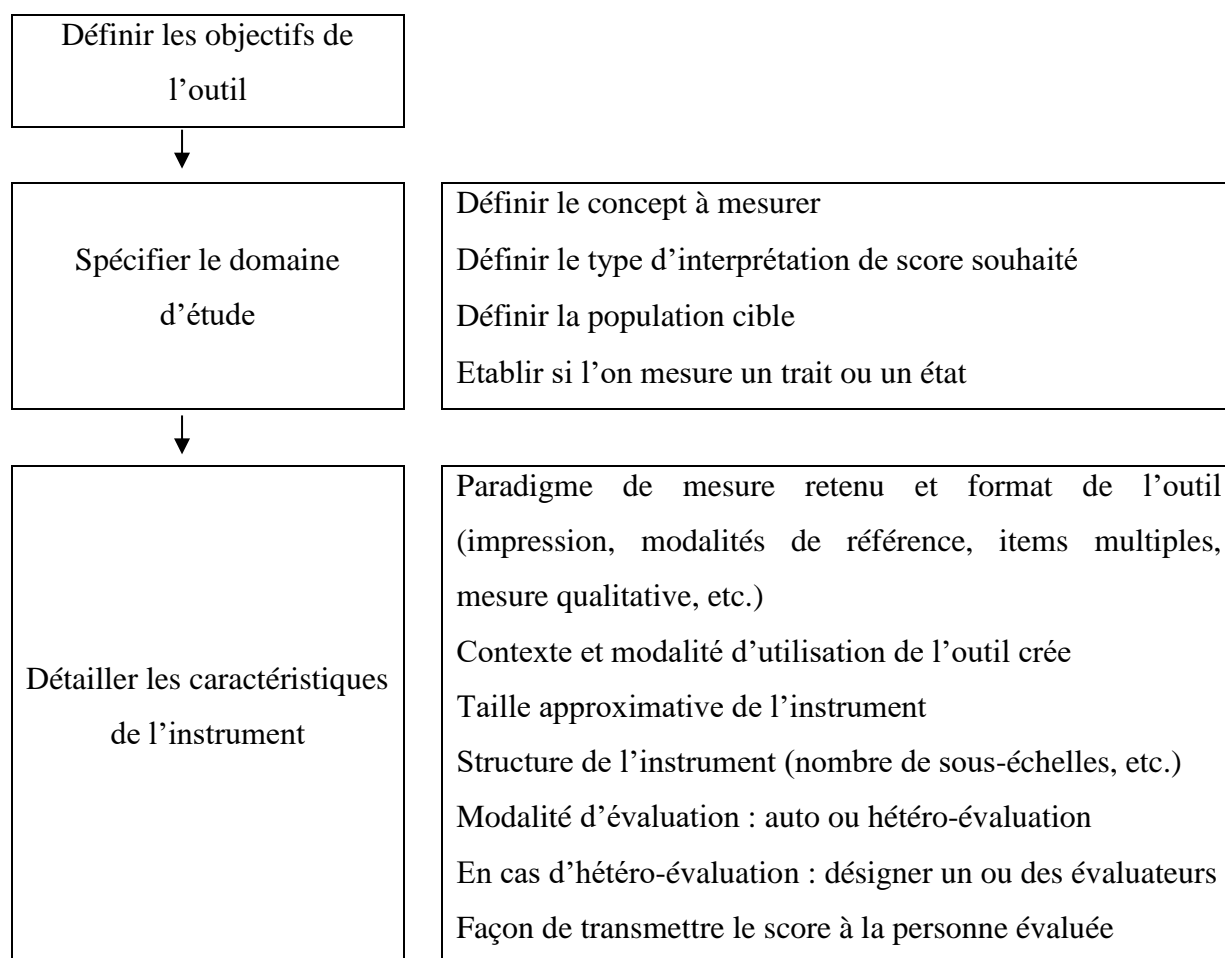 Définir les objectifs de
l’outil
Spécifier le domaine
d’étude
Définir le concept à mesurer
Définir le type d’interprétation de score souhaité
Définir la population cible
Etablir si l’on mesure un trait ou un état
Détailler les caractéristiques
de l’instrument
Paradigme de mesure retenu et format de l’outil
(impression, modalités de référence, items multiples,
mesure qualitative, etc.)
Contexte et modalité d’utilisation de l’outil crée
Taille approximative de l’instrument
Structure de l’instrument (nombre de sous-échelles, etc.)
Modalité d’évaluation : auto ou hétéro-évaluation
En cas d’hétéro-évaluation : désigner un ou des évaluateurs
Façon de transmettre le score à la personne évaluée